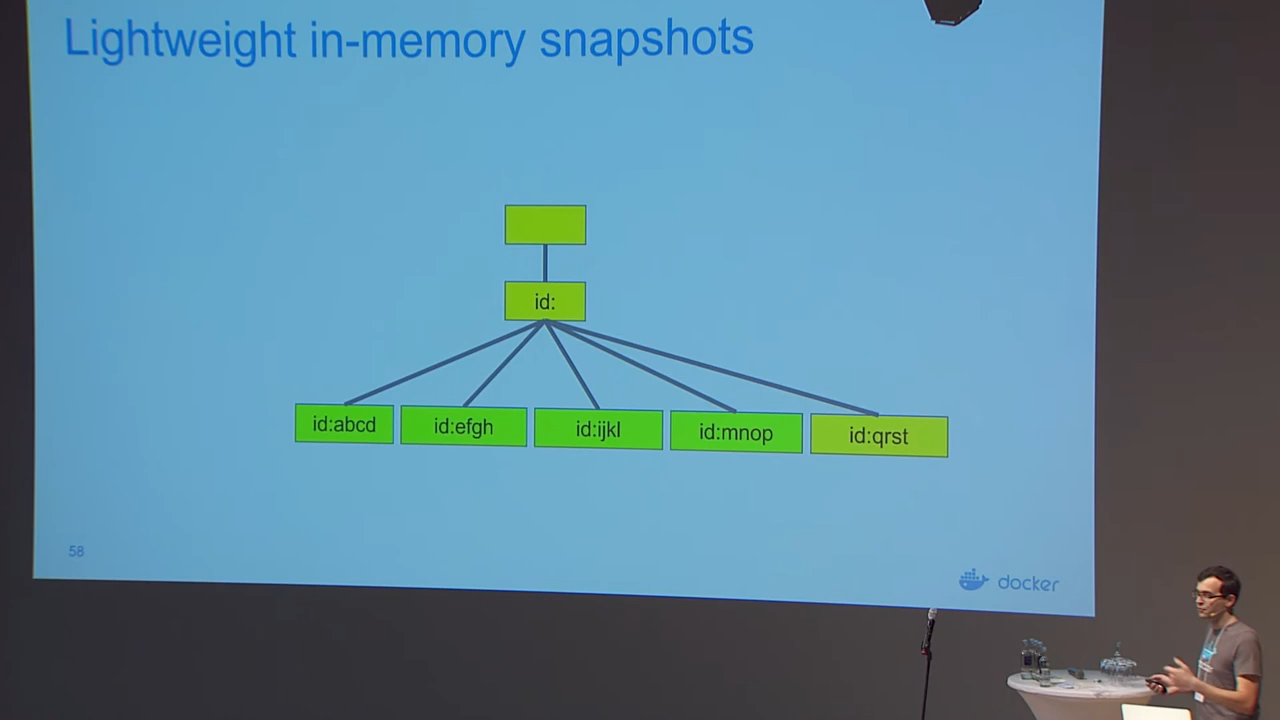 Lightweight in-memory snapshots
id:
id:abcd
id:efgh
id:ijkl
id:mnop
id:qrst
58
docker